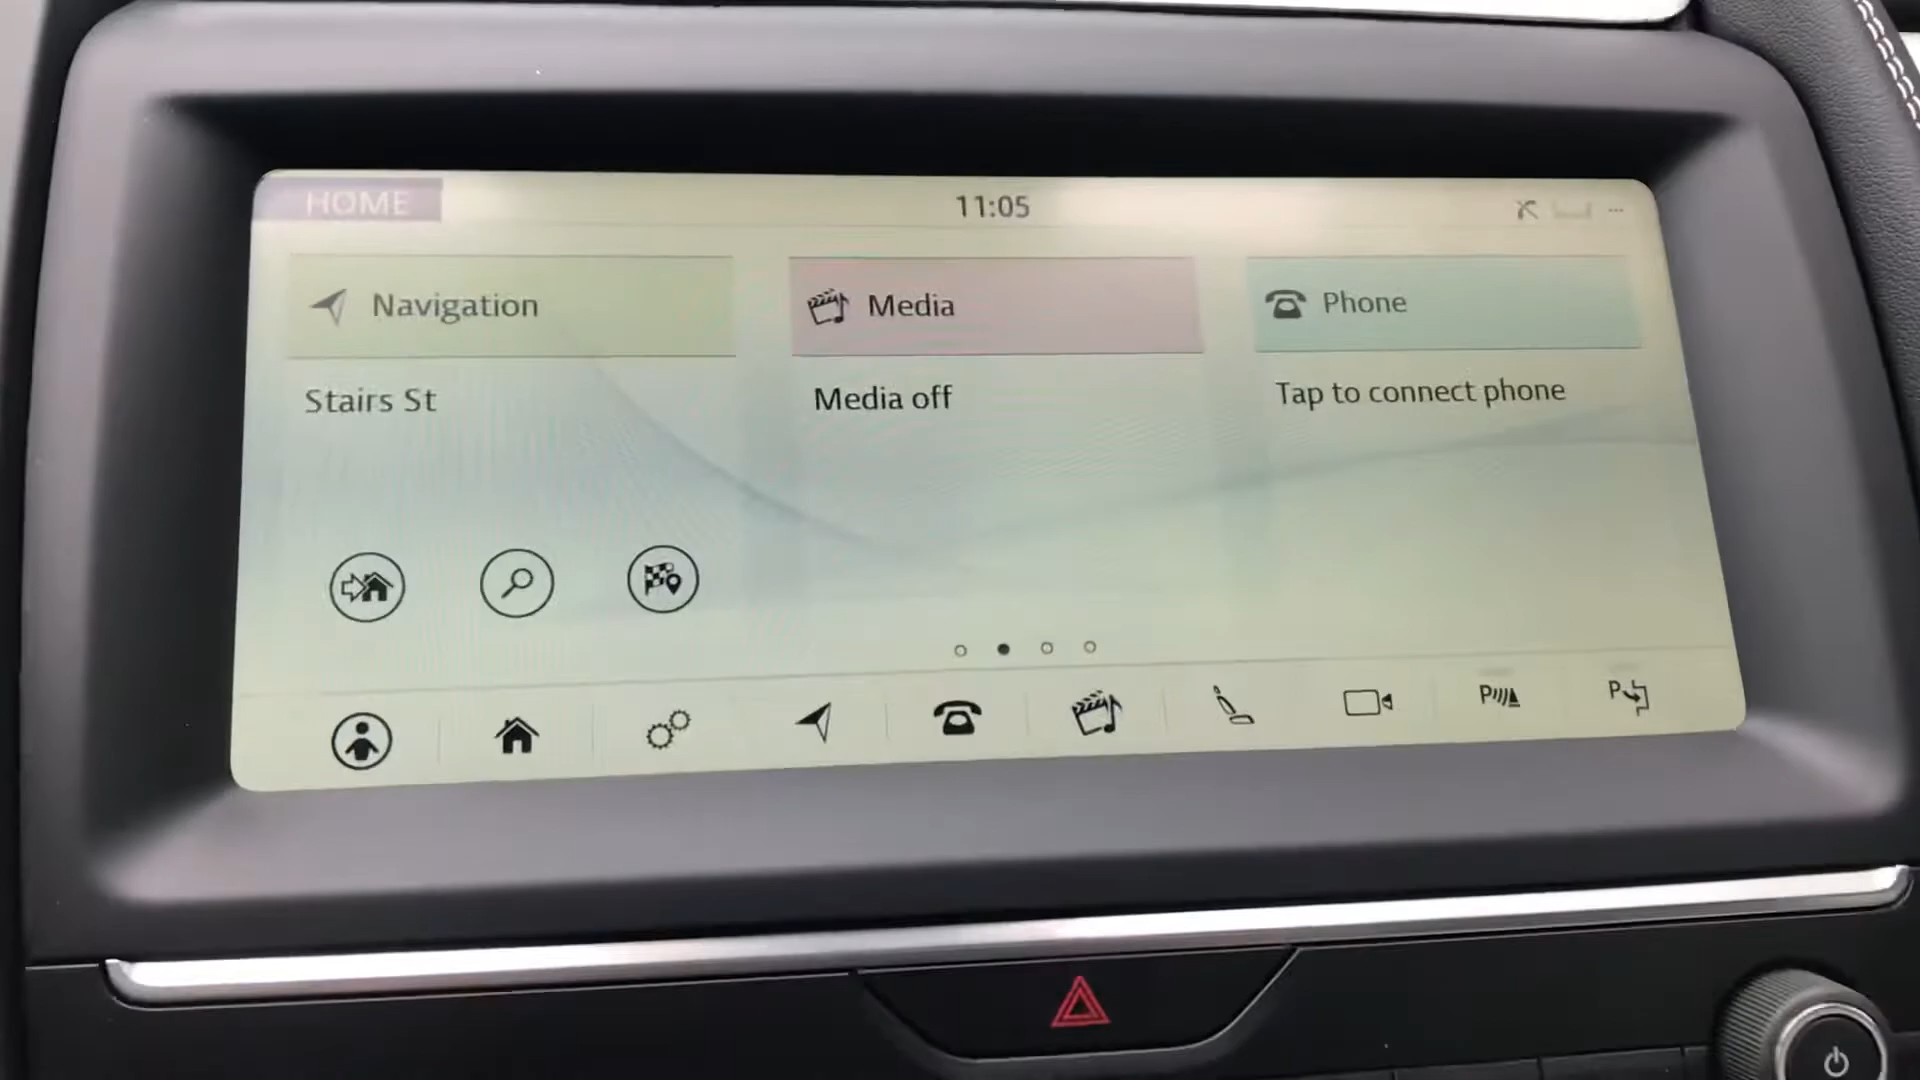 HOME
11:05
Navigation
Media
Phone
Stairs St
Media off
Tap to connect phone
P
P